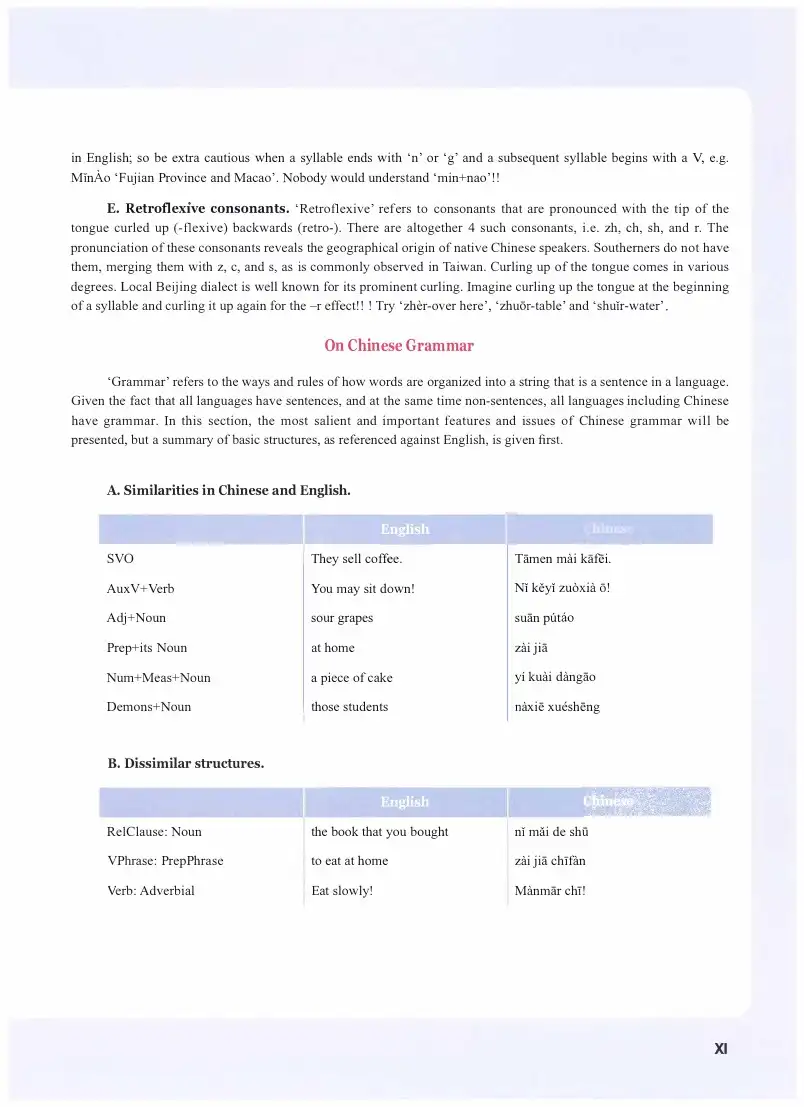 in English; so be extra cautious when a syllable ends with ‘n’ or ‘g’ and a subsequent syllable begins with a V, e.g.
MǐnÀo ‘Fujian Province and Macao’. Nobody would understand ‘min+nao’!!
E. Retroflexive consonants. ‘Retroflexive’ refers to consonants that are pronounced with the tip of the
tongue curled up (-flexive) backwards (retro-). There are altogether 4 such consonants, i.e. zh, ch, sh, and r. The
pronunciation of these consonants reveals the geographical origin of native Chinese speakers. Southerners do not have
them, merging them with z, c, and s, as is commonly observed in Taiwan. Curling up of the tongue comes in various
degrees. Local Beijing dialect is well known for its prominent curling. Imagine curling up the tongue at the beginning
of a syllable and curling it up again for the –r effect!! ! Try ‘zhèr-over here’, ‘zhuōr-table’ and ‘shuǐr-water’.
On Chinese Grammar
‘Grammar’ refers to the ways and rules of how words are organized into a string that is a sentence in a language.
Given the fact that all languages have sentences, and at the same time non-sentences, all languages including Chinese
have grammar. In this section, the most salient and important features and issues of Chinese grammar will be
presented, but a summary of basic structures, as referenced against English, is given first.
A. Similarities in Chinese and English.
English Chinese
SVO They sell coffee. Tāmen mài kāfēi.
AuxV+Verb You may sit down! Nǐ kěyǐ zuòxià ō!
Adj+Noun sour grapes suān pútáo
Prep+its Noun at home zài jiā
Num+Meas+Noun a piece of cake yí kuài dàngāo
Demons+Noun those students nàxiē xuéshēng
B. Dissimilar structures.
English Chinese
RelClause: Noun the book that you bought nǐ mǎi de shū
VPhrase: PrepPhrase to eat at home zài jiā chīfàn
Verb: Adverbial Eat slowly! Mànmār chī!
XI